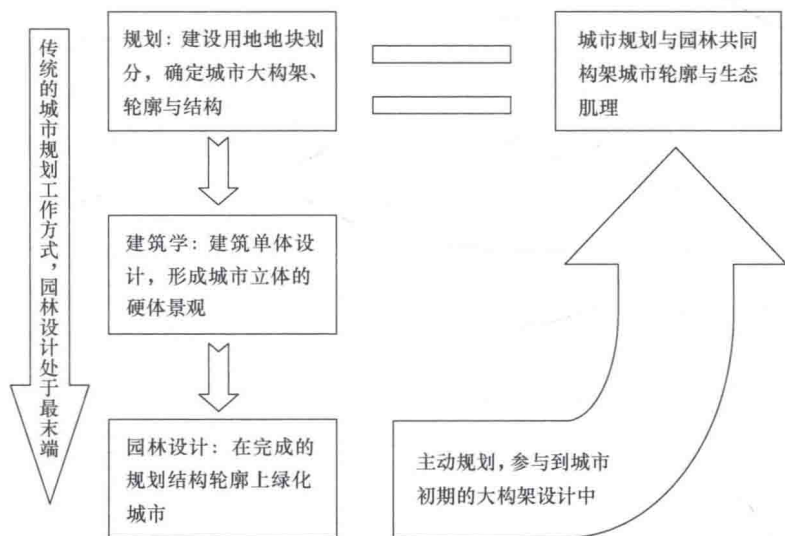 传统的城市规划工作方式，园林设计处于最末端
规划：建设用地地块划
分，确定城市大构架、
轮廓与结构
城市规划与园林共同
构架城市轮廓与生态
肌理
建筑学：建筑单体设
计，形成城市立体的
硬体景观
园林设计：在完成的
规划结构轮廓上绿化
城市
主动规划，参与到城市
初期的大构架设计中